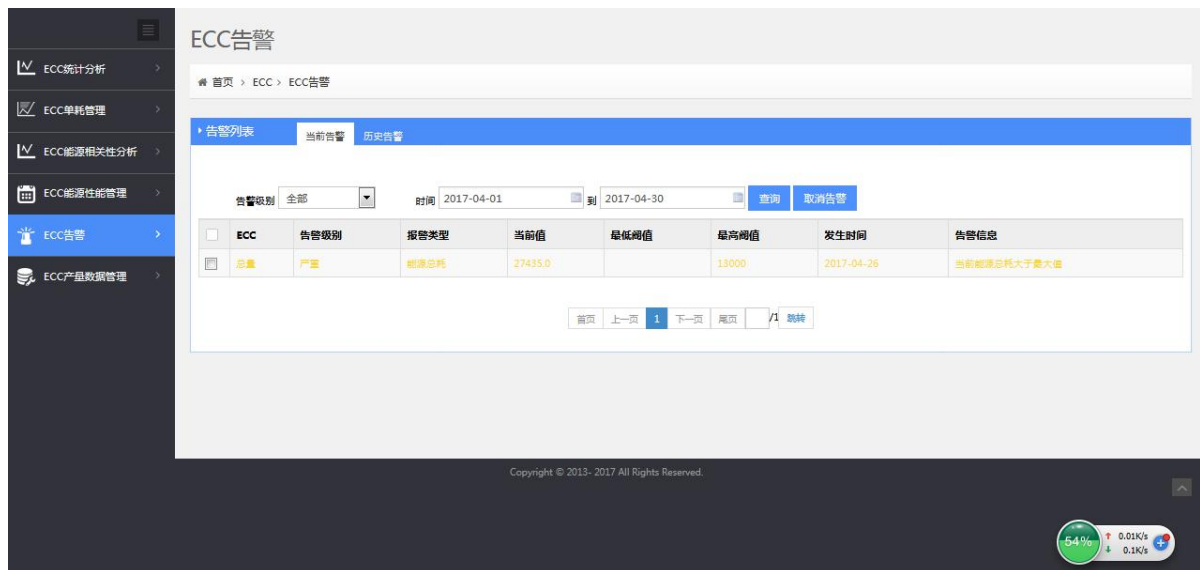 ECC告警
ECC统计分析
首页 > ECC > ECC告警
ECC单耗管理
告警列表 当前告警 历史告警
ECC能源相关性分析
ECC能源性能管理
告警级别 全部 时间 2017-04-01 到 2017-04-30 查询 取消告警
ECC告警
ECC 告警级别 报警类型 当前值 最低阀值 最高阀值 发生时间 告警信息
总量 严重 能源总耗 27435.0 13000 2017-04-26 当前能源总耗大于最大值
ECC产量数据管理
首页 上一页 1 下一页 尾页 /1 跳转
Copyright © 2013- 2017 All Rights Reserved.
54% 0.01K/s
0.1K/s